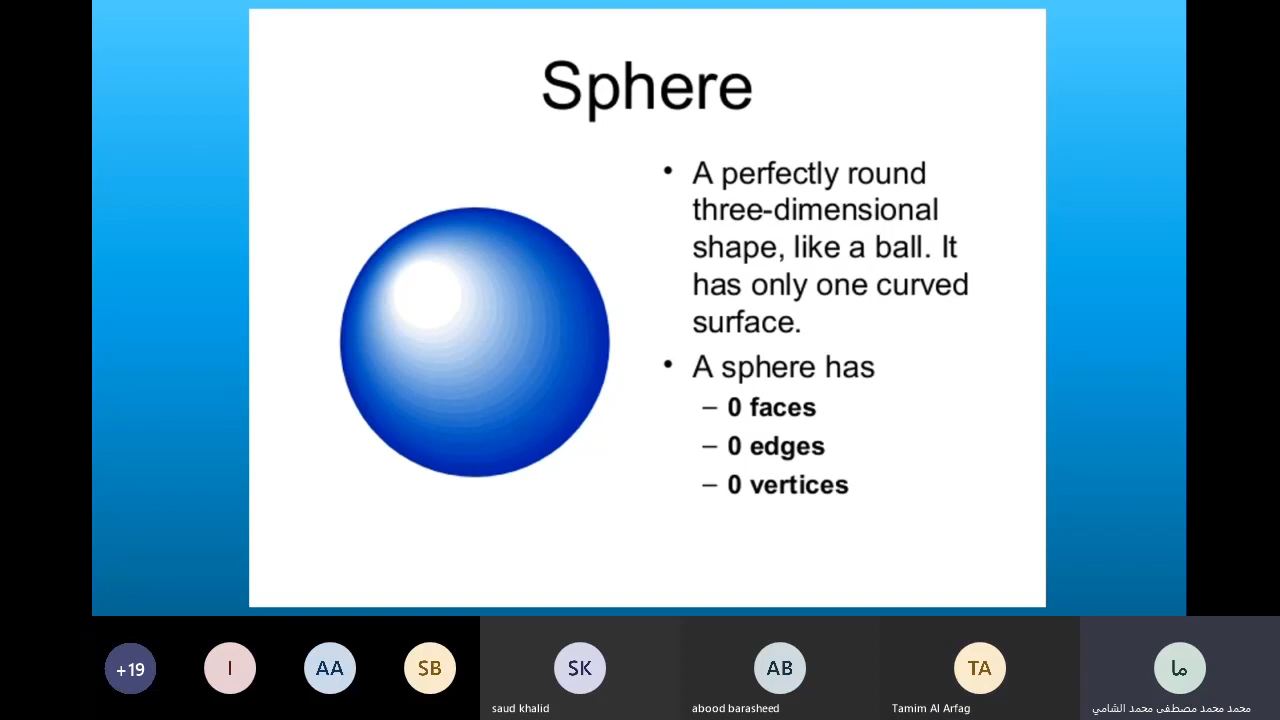 Sphere
• A perfectly round
three-dimensional
shape, like a ball. It
has only one curved
surface.
• A sphere has
– 0 faces
– 0 edges
– 0 vertices
+19
I
AA
SB
SK
AB
TA
ما
saud khalid
abood barasheed
Tamim Al Arfag
محمد محمد مصطفى محمد الشامي